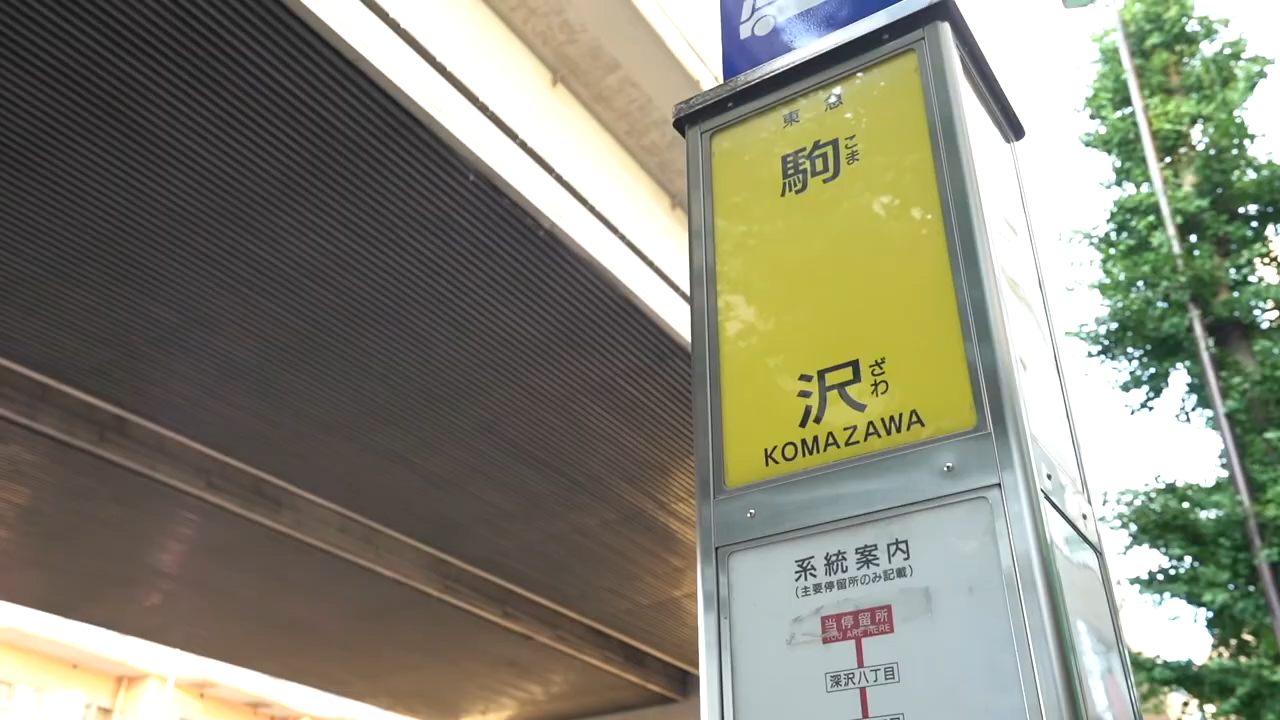 東急
駒
こま
沢
ざわ
KOMAZAWA
系統案内
(主要停留所のみ記載)
当停留所
YOU ARE HERE
深沢八丁目